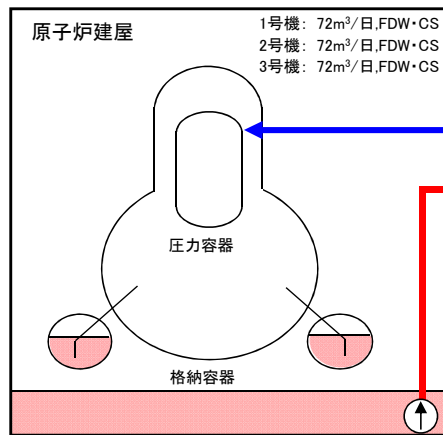 原子炉建屋
1号機： 72m³/日,FDW・CS
2号機： 72m³/日,FDW・CS
3号機： 72m³/日,FDW・CS
圧力容器
格納容器